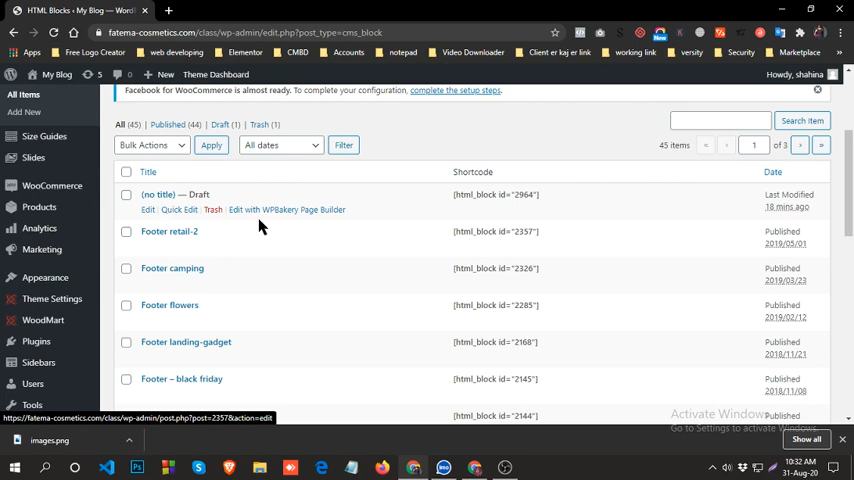 HTML Blocks ‹ My Blog — WordP
fatema-cosmetics.com/class/wp-admin/edit.php?post_type=cms_block
Apps Free Logo Creator web developing Elementor CMBD Accounts notepad Video Downloader Client er kaj er link working link versity Security Marketplace »
My Blog 5 0 New Theme Dashboard Howdy, shahina
All Items
Add New
Size Guides
Slides
WooCommerce
Products
Analytics
Marketing
Appearance
Theme Settings
WoodMart
Plugins
Sidebars
Users
Tools
Facebook for WooCommerce is almost ready. To complete your configuration, complete the setup steps.
All (45) | Published (44) | Draft (1) | Trash (1)
Search Item
Bulk Actions Apply All dates Filter 45 items « ‹ 1 of 3 › »
Title Shortcode Date
(no title) — Draft [html_block id="2964"] Last Modified
18 mins ago
Edit | Quick Edit | Trash | Edit with WPBakery Page Builder
Footer retail-2 [html_block id="2357"] Published
2019/05/01
Footer camping [html_block id="2326"] Published
2019/03/23
Footer flowers [html_block id="2285"] Published
2019/02/12
Footer landing-gadget [html_block id="2168"] Published
2018/11/21
Footer – black friday [html_block id="2145"] Published
2018/11/08
[html_block id="2144"] Published
https://fatema-cosmetics.com/class/wp-admin/post.php?post=2357&action=edit
Activate Windows
Go to Settings to activate Windows.
images.png Show all
10:32 AM
31-Aug-20